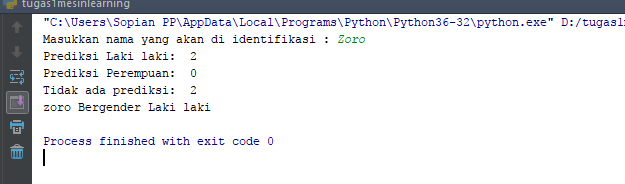 tugas1mesinlearning
"C:\Users\Sopian PP\AppData\Local\Programs\Python\Python36-32\python.exe" D:/tugas1
Masukkan nama yang akan di identifikasi : Zoro
Prediksi Laki laki:  2
Prediksi Perempuan:  0
Tidak ada prediksi:  2
zoro Bergender Laki laki
Process finished with exit code 0